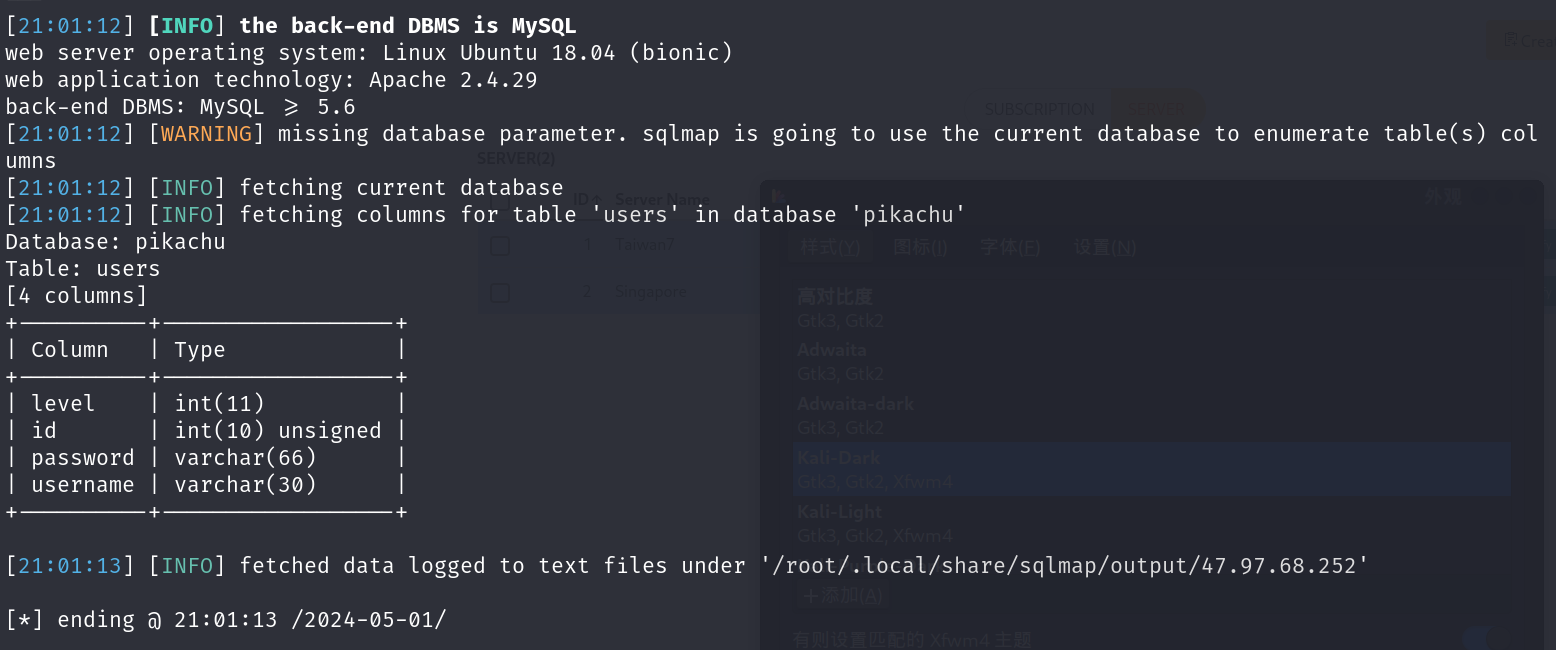 [21:01:12] [INFO] the back-end DBMS is MySQL
web server operating system: Linux Ubuntu 18.04 (bionic)
web application technology: Apache 2.4.29
Crea
back-end DBMS: MySQL ≥ 5.6
SUBSCRIPTION SERVER
[21:01:12] [WARNING] missing database parameter. sqlmap is going to use the current database to enumerate table(s) col
umns
SERVER(2)
[21:01:12] [INFO] fetching current database
ID Server Name
外观
[21:01:12] [INFO] fetching columns for table 'users' in database 'pikachu'
Database: pikachu
1 Taiwan7
样式(Y) 图标(I) 字体(F) 设置(N)
Table: users
[4 columns]
2 Singapore
高对比度
Gtk3, Gtk2
+----------+------------------+
| Column | Type |
Adwaita
Gtk3, Gtk2
+----------+------------------+
| level | int(11) |
Adwaita-dark
Gtk3, Gtk2
| id | int(10) unsigned |
| password | varchar(66) |
Kali-Dark
Gtk3, Gtk2, Xfwm4
| username | varchar(30) |
+----------+------------------+
Kali-Light
Gtk3, Gtk2, Xfwm4
[21:01:13] [INFO] fetched data logged to text files under '/root/.local/share/sqlmap/output/47.97.68.252'
+添加(A)
[*] ending @ 21:01:13 /2024-05-01/
有则设置匹配的 Xfwm4 主题